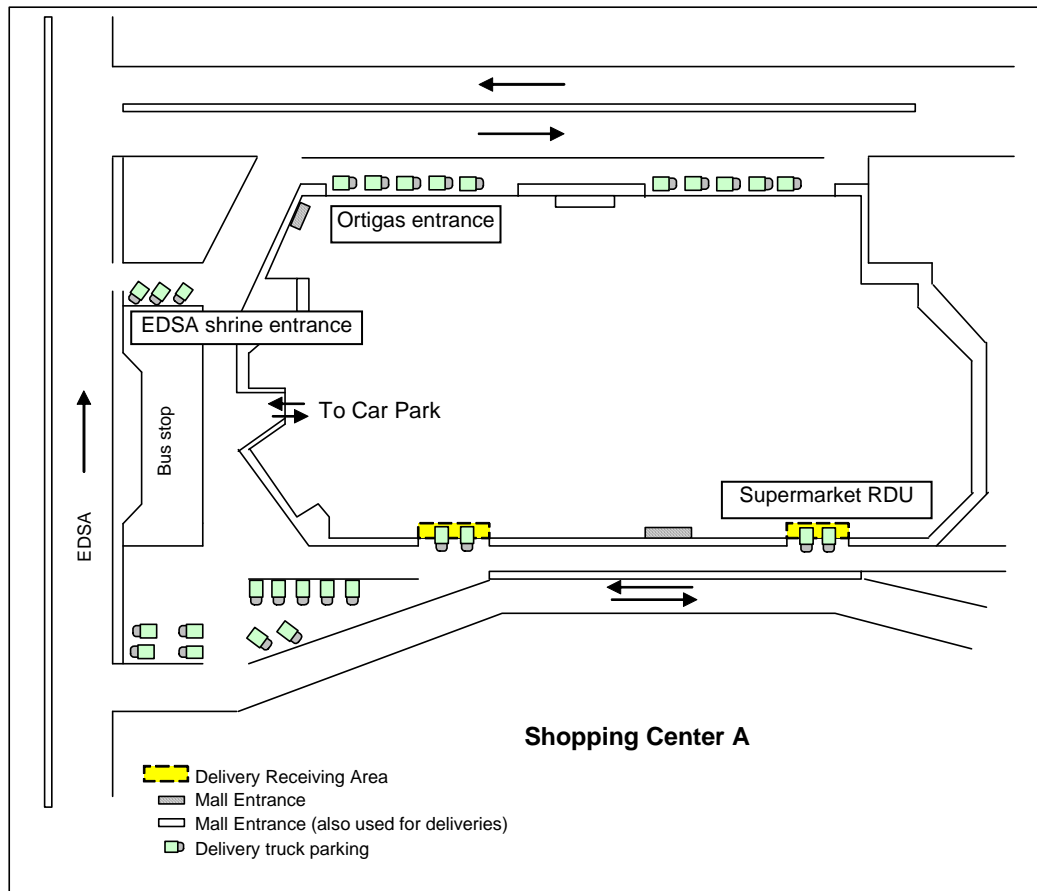 Ortigas entrance
EDSA shrine entrance
To Car Park
Bus stop
EDSA
Supermarket RDU
Shopping Center A
Delivery Receiving Area
Mall Entrance
Mall Entrance (also used for deliveries)
Delivery truck parking